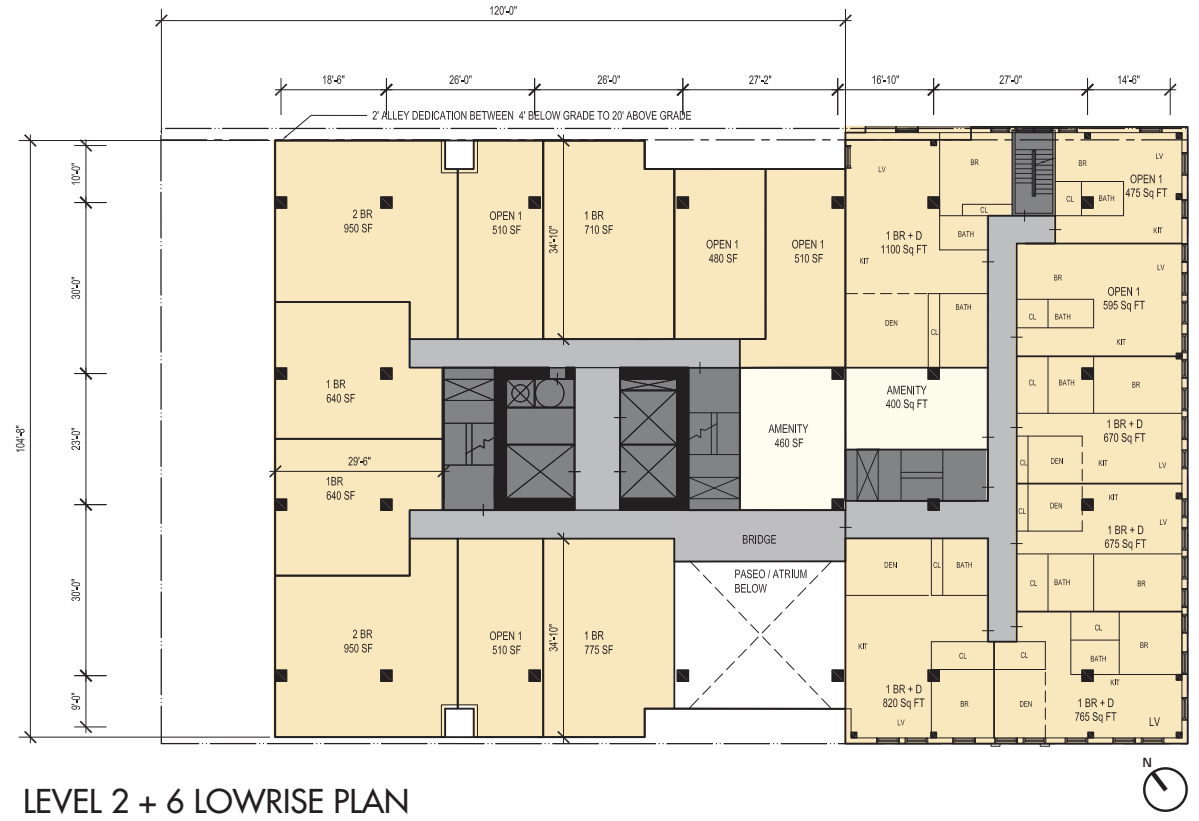 120'-0"
18'-6"
26'-0"
26'-0"
27'-2"
16'-10"
27'-0"
14'-6"
2' ALLEY DEDICATION BETWEEN 4' BELOW GRADE TO 20' ABOVE GRADE
104'-8"
10'-0"
30'-0"
23'-0"
30'-0"
9'-0"
2 BR
950 SF
OPEN 1
510 SF
34'-10"
1 BR
710 SF
OPEN 1
480 SF
OPEN 1
510 SF
1 BR
640 SF
29'-6"
1BR
640 SF
AMENITY
460 SF
BRIDGE
PASEO / ATRIUM
BELOW
2 BR
950 SF
OPEN 1
510 SF
34'-10"
1 BR
775 SF
LV
BR
CL
BATH
1 BR + D
1100 Sq FT
KIT
DEN
CL
BATH
BR
LV
OPEN 1
475 Sq FT
CL
BATH
KIT
BR
LV
OPEN 1
595 Sq FT
CL
BATH
KIT
AMENITY
400 Sq FT
CL
BATH
BR
1 BR + D
670 Sq FT
CL
DEN
KIT
LV
CL
DEN
KIT
LV
1 BR + D
675 Sq FT
CL
BATH
BR
DEN
CL
BATH
KIT
CL
1 BR + D
820 Sq FT
BR
LV
CL
CL
BATH
BR
KIT
DEN
1 BR + D
765 Sq FT
LV
N
LEVEL 2 + 6 LOWRISE PLAN